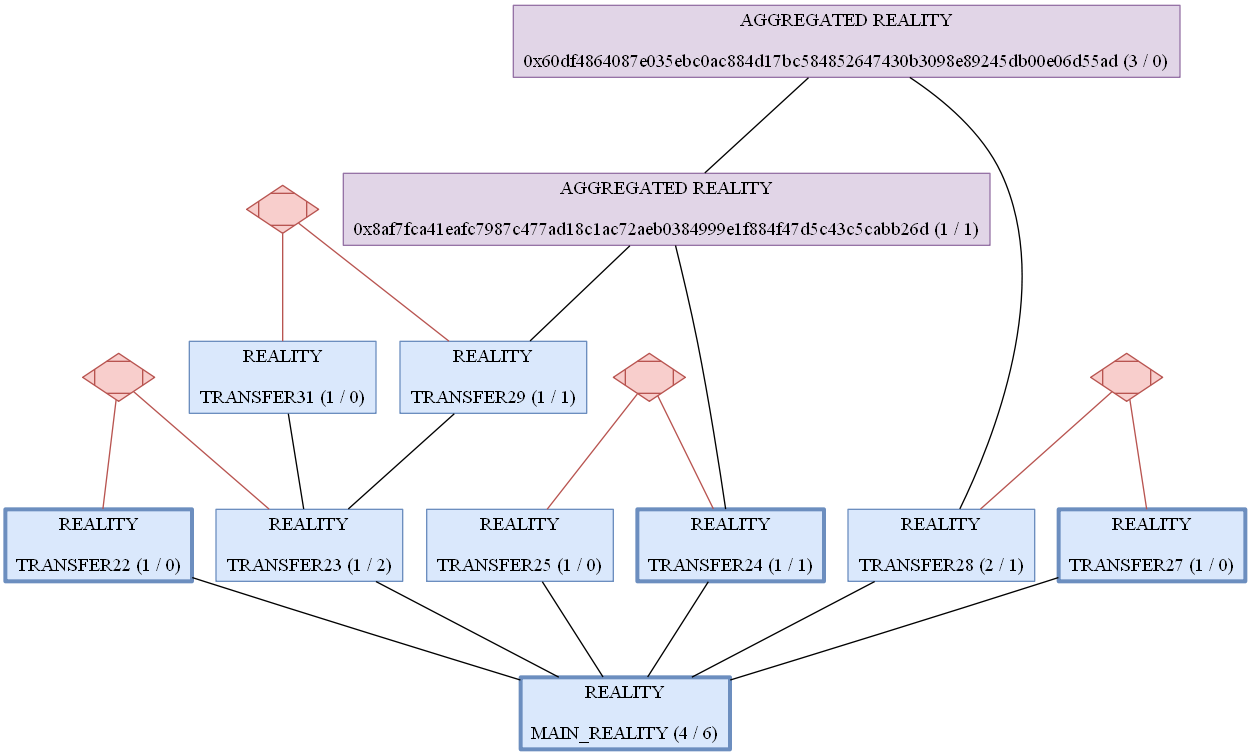 AGGREGATED REALITY
0x60df4864087e035ebc0ac884d17bc584852647430b3098e89245db00e06d55ad (3 / 0)
AGGREGATED REALITY
0x8af7fca41eafc7987c477ad18c1ac72aeb0384999e1f884f47d5c43c5cabb26d (1 / 1)
REALITY
TRANSFER31 (1 / 0)
REALITY
TRANSFER29 (1 / 1)
REALITY
TRANSFER22 (1 / 0)
REALITY
TRANSFER23 (1 / 2)
REALITY
TRANSFER25 (1 / 0)
REALITY
TRANSFER24 (1 / 1)
REALITY
TRANSFER28 (2 / 1)
REALITY
TRANSFER27 (1 / 0)
REALITY
MAIN_REALITY (4 / 6)